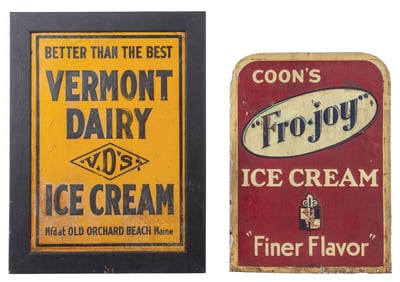 BETTER THAN THE BEST
VERMONT
DAIRY
V.D'S
ICE CREAM
Mfd at OLD ORCHARD BEACH Maine
COON'S
"Fro-joy"
ICE CREAM
"Finer Flavor"